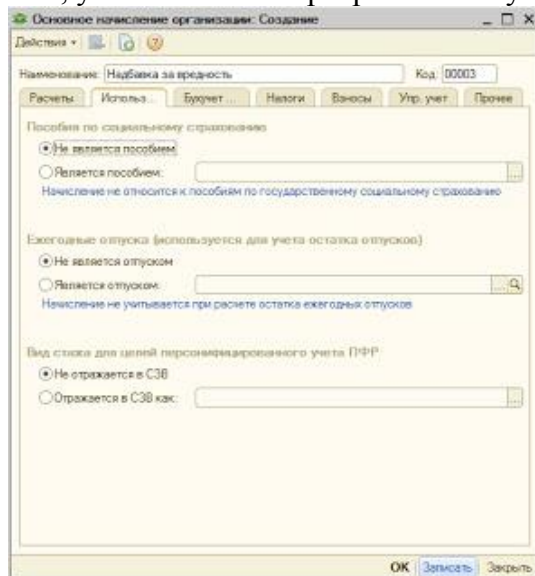 Основное начисление организации: Создание
Действия
Наименование: Надбавка за вредность Код: 00003
Расчеты Использ... Бухучет ... Налоги Взносы Упр. учет Прочее
Пособия по социальному страхованию
Не является пособием
Является пособием: ...
Начисление не относится к пособиям по государственному социальному страхованию
Ежегодные отпуска (используется для учета остатка отпусков)
Не является отпуском
Является отпуском: ...
Начисление не учитывается при расчете остатка ежегодных отпусков
Вид стажа для целей персонифицированного учета ПФР
Не отражается в СЗВ
Отражается в СЗВ как: ...
OK Записать Закрыть